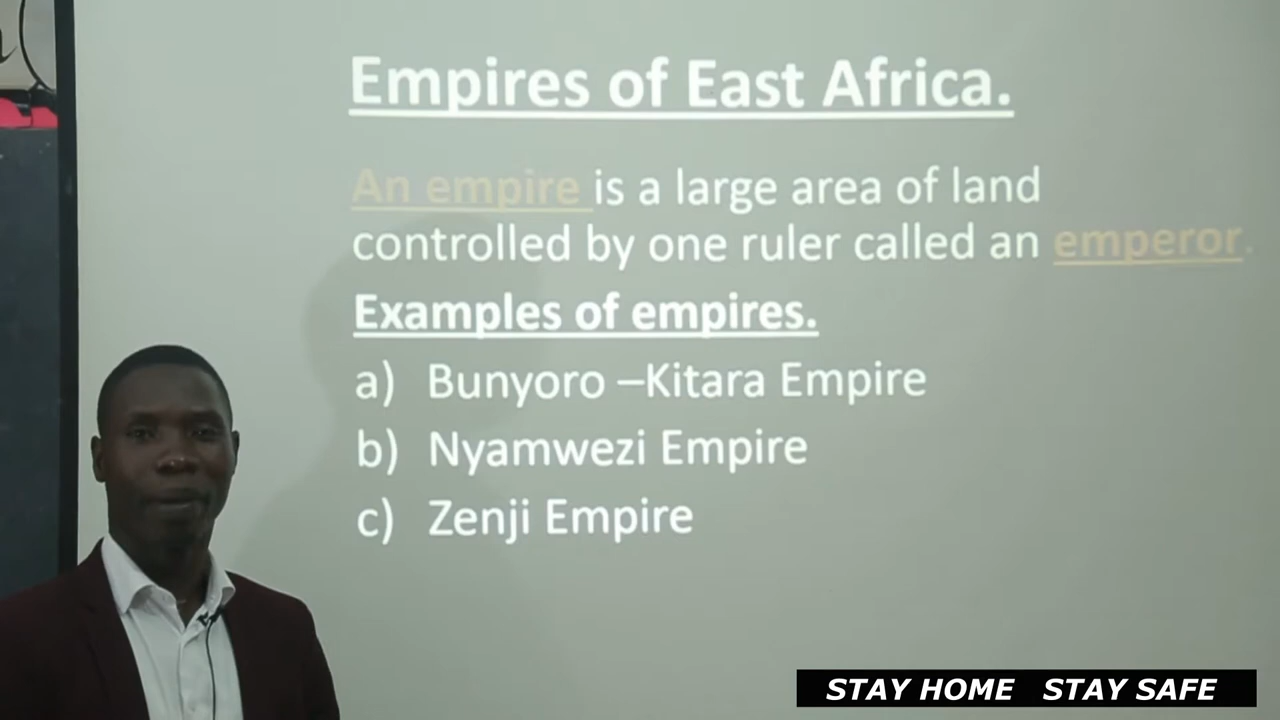 Empires of East Africa.
An empire is a large area of land
controlled by one ruler called an emperor.
Examples of empires.
a) Bunyoro –Kitara Empire
b) Nyamwezi Empire
c) Zenji Empire
STAY HOME STAY SAFE